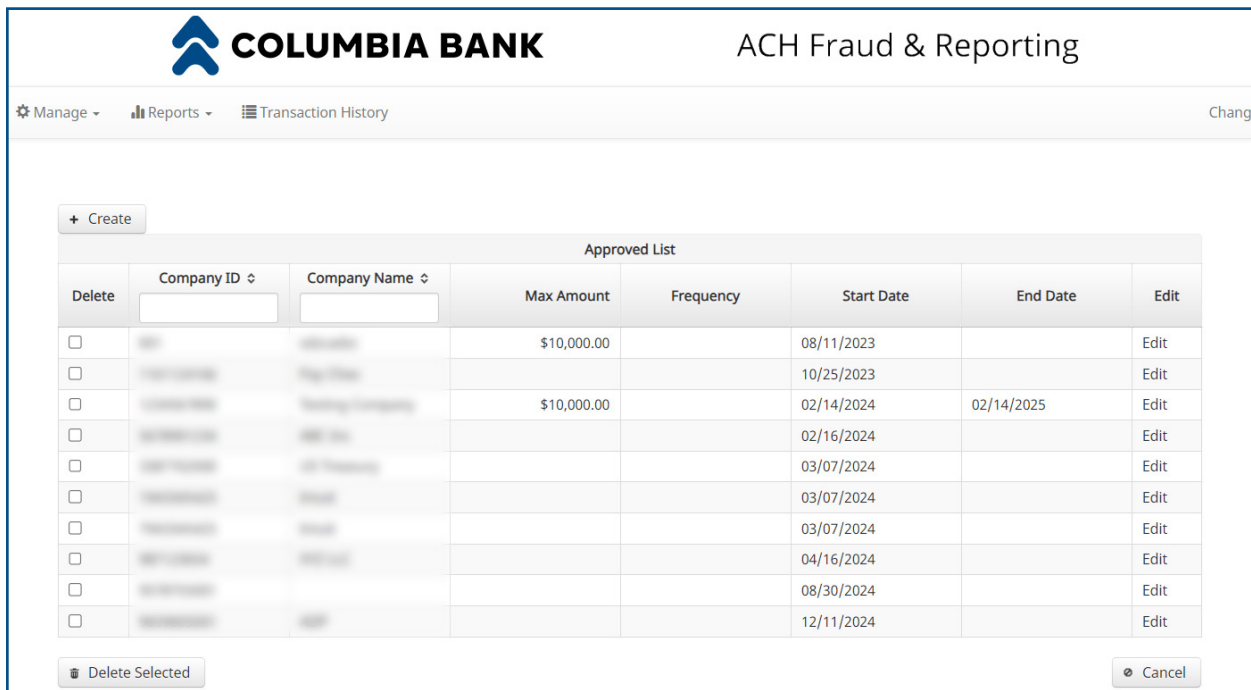 COLUMBIA BANK ACH Fraud & Reporting
Manage Reports Transaction History Chang
+ Create
Approved List
Delete Company ID Company Name Max Amount Frequency Start Date End Date Edit
$10,000.00 08/11/2023 Edit
10/25/2023 Edit
$10,000.00 02/14/2024 02/14/2025 Edit
02/16/2024 Edit
03/07/2024 Edit
03/07/2024 Edit
03/07/2024 Edit
04/16/2024 Edit
08/30/2024 Edit
12/11/2024 Edit
Delete Selected Cancel